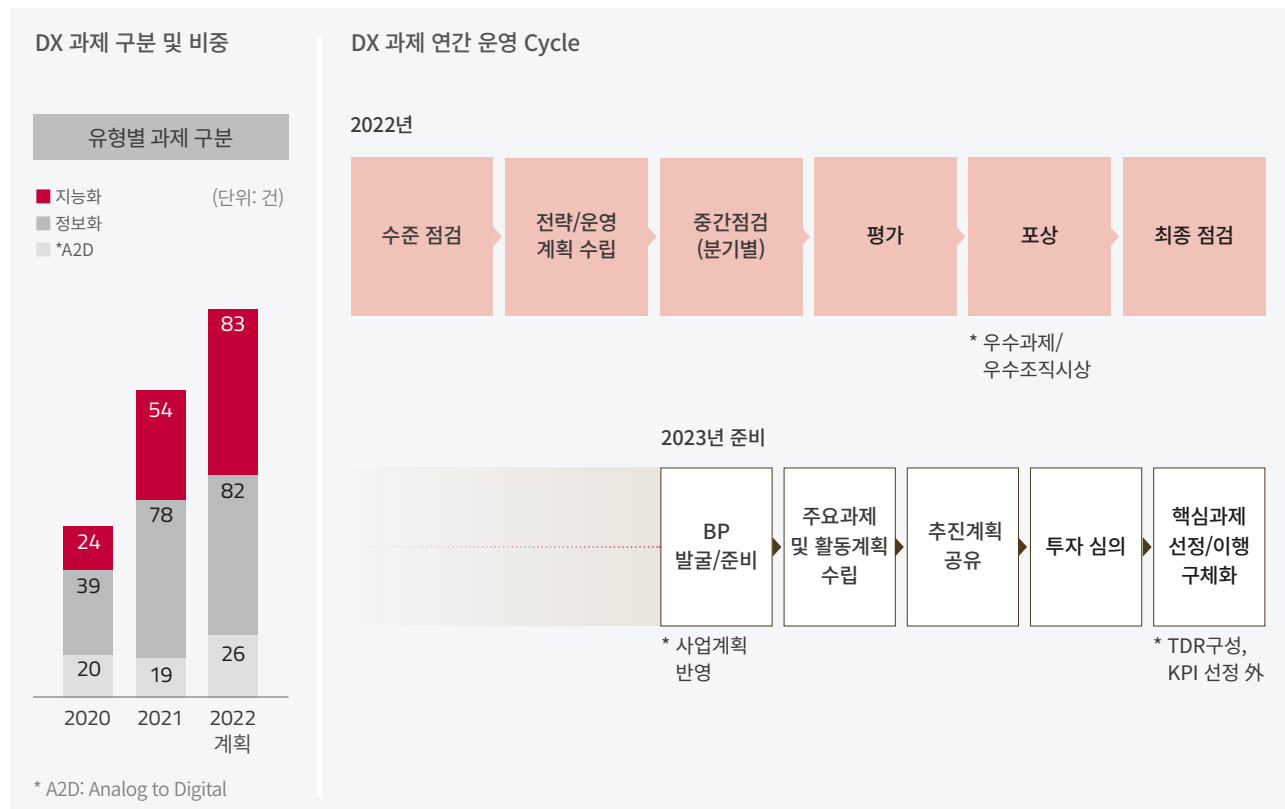 DX 과제 구분 및 비중
유형별 과제 구분
지능화
(단위: 건)
정보화
*A2D
83
54
82
24
78
39
26
20
19
2020
2021
2022
계획
* A2D: Analog to Digital
DX 과제 연간 운영 Cycle
2022년
수준 점검
전략/운영
계획 수립
중간점검
(분기별)
평가
포상
최종 점검
* 우수과제/
우수조직시상
2023년 준비
BP
발굴/준비
주요과제
및 활동계획
수립
추진계획
공유
투자 심의
핵심과제
선정/이행
구체화
* 사업계획
반영
* TDR구성,
KPI 선정 外